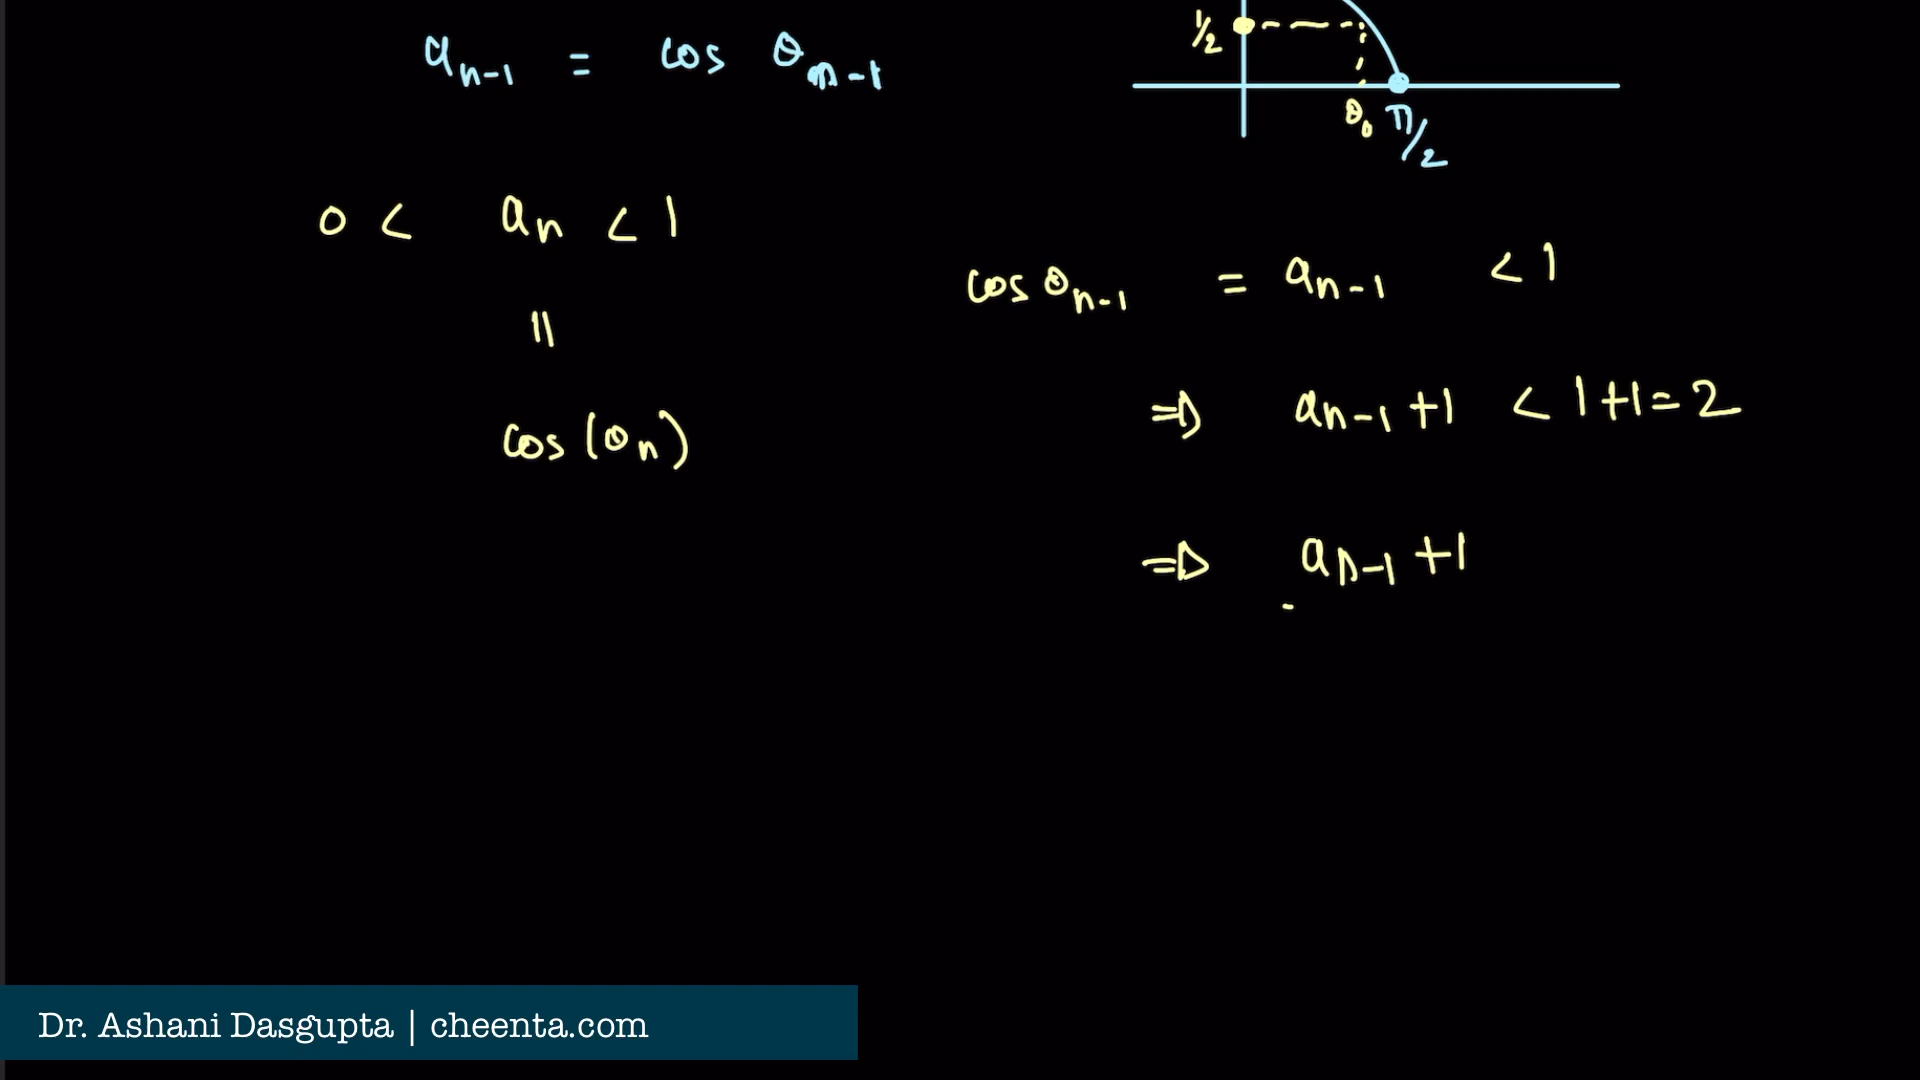 a_{n-1} = cos θ_{n-1}
1/2
θ_0 π/2
0 < a_n < 1
||
cos (θ_n)
cos θ_{n-1} = a_{n-1} < 1
⇒ a_{n-1} + 1 < 1 + 1 = 2
⇒ a_{n-1} + 1
Dr. Ashani Dasgupta | cheenta.com